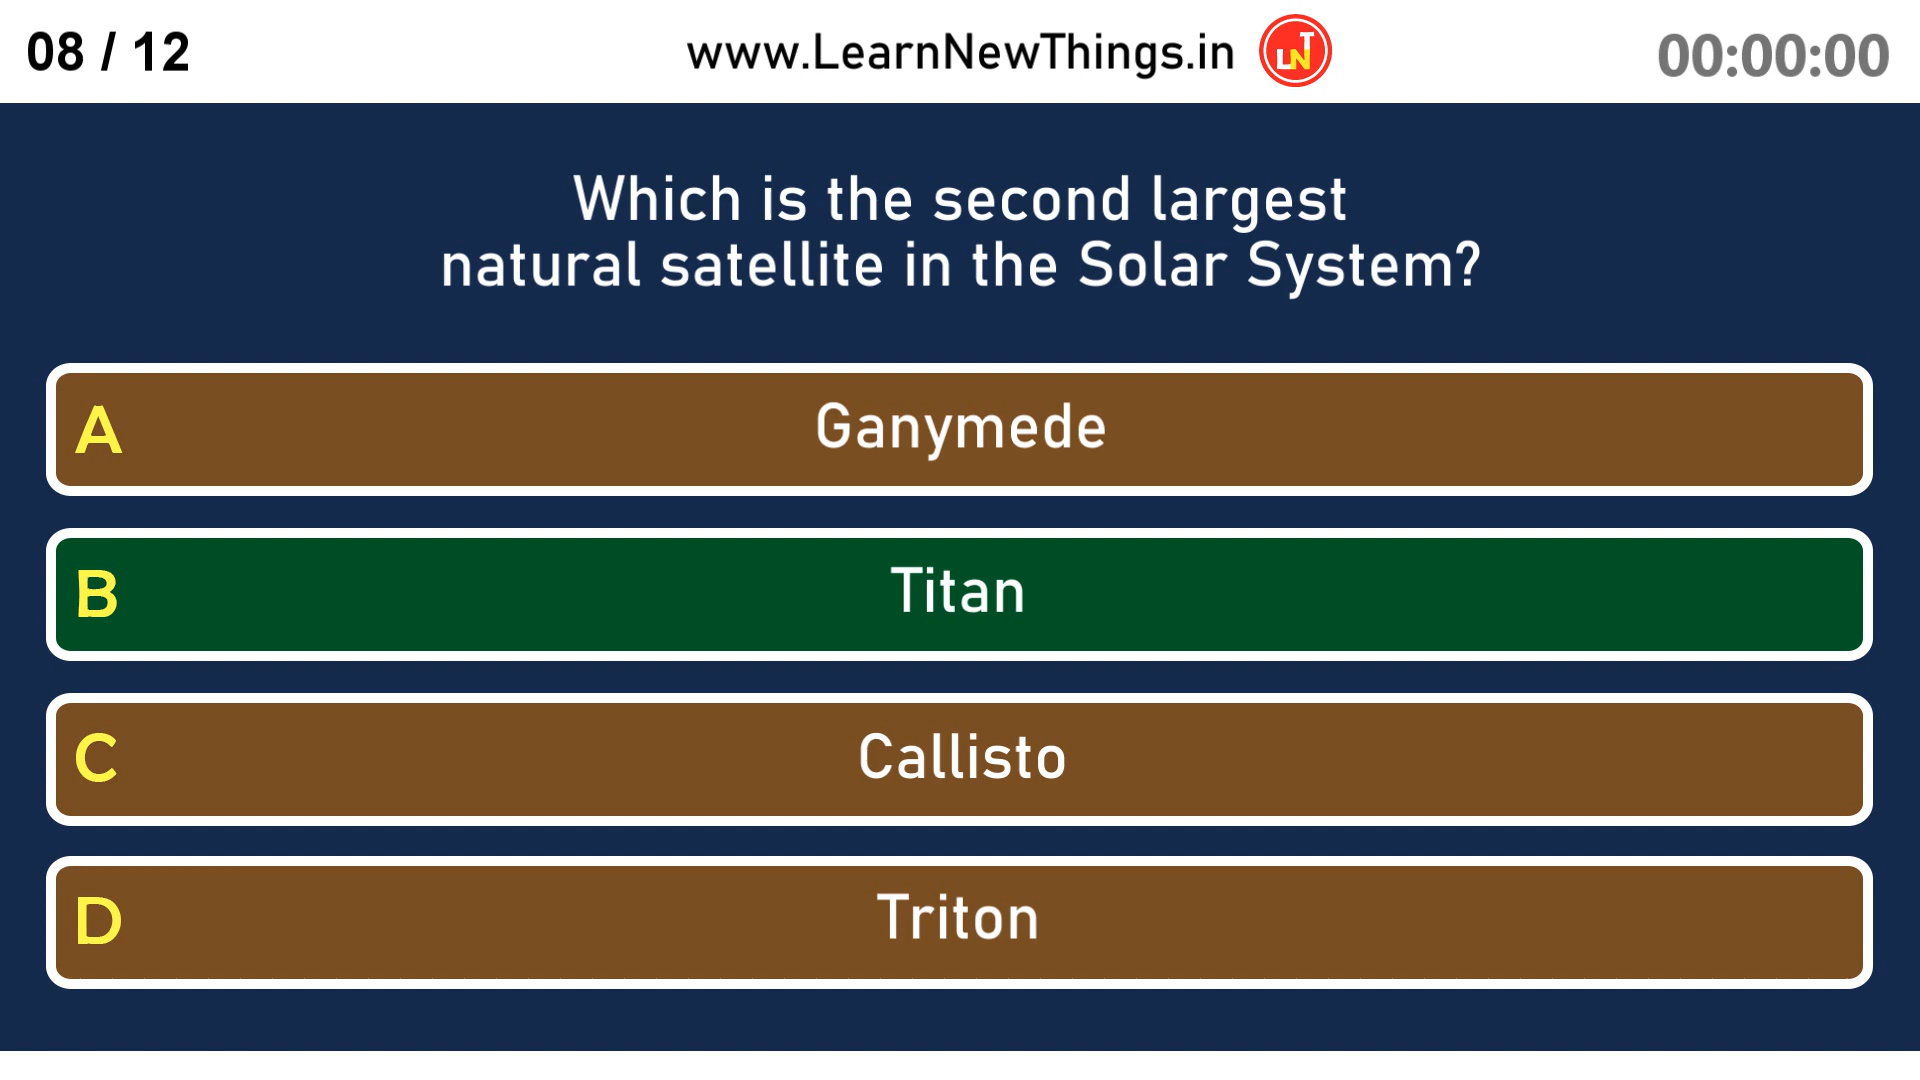 08 / 12
www.LearnNewThings.in
LNT
00:00:00
Which is the second largest
natural satellite in the Solar System?
A Ganymede
B Titan
C Callisto
D Triton